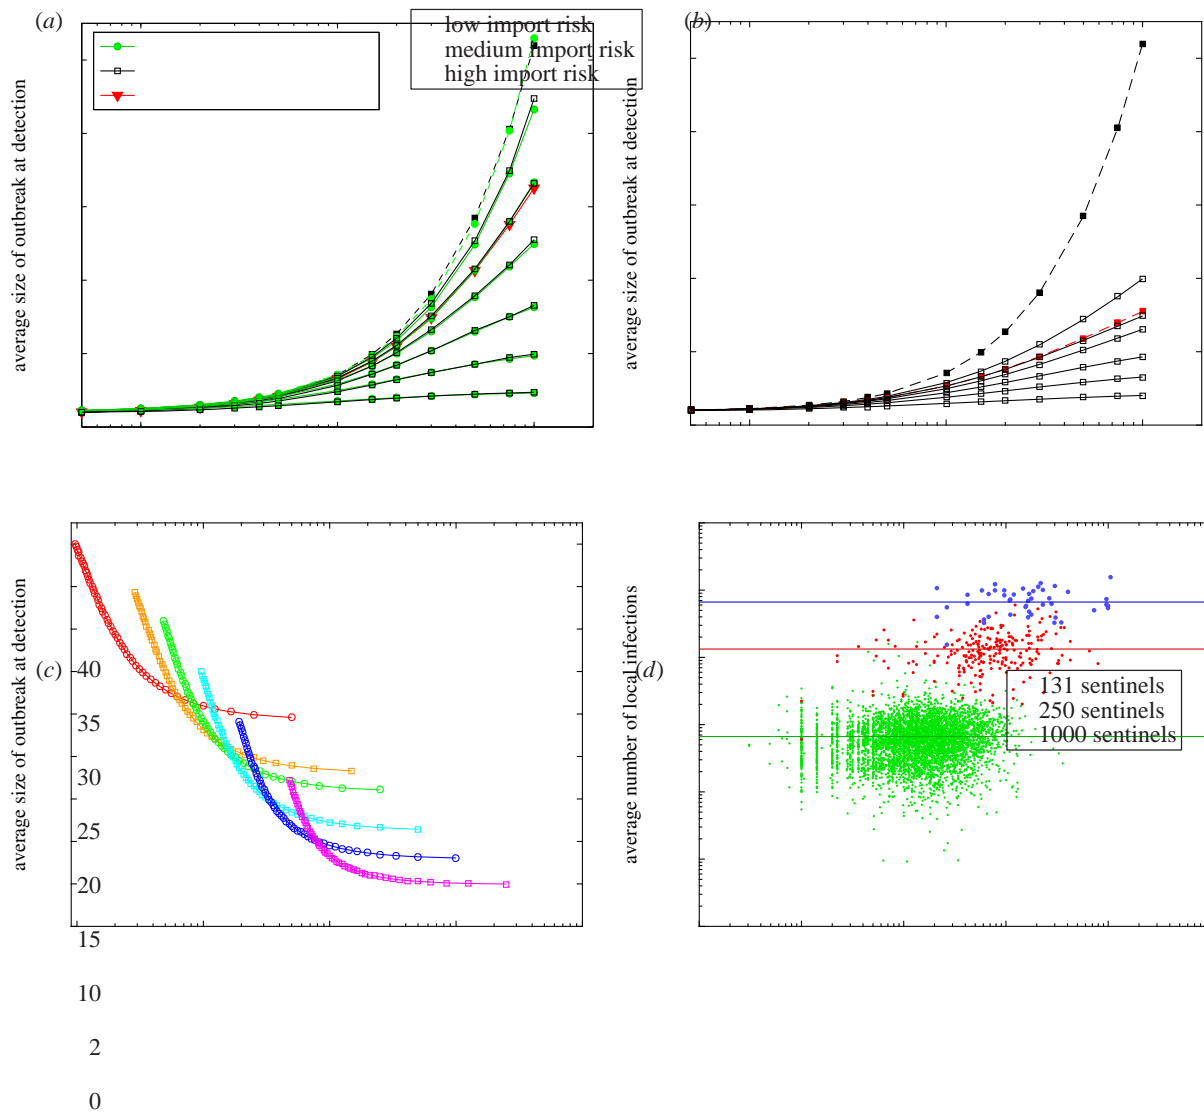 (a)
low import risk
medium import risk
high import risk
average size of outbreak at detection
(b)
average size of outbreak at detection
(c)
average size of outbreak at detection
40
35
30
25
20
15
10
2
0
(d)
average number of local infections
131 sentinels
250 sentinels
1000 sentinels